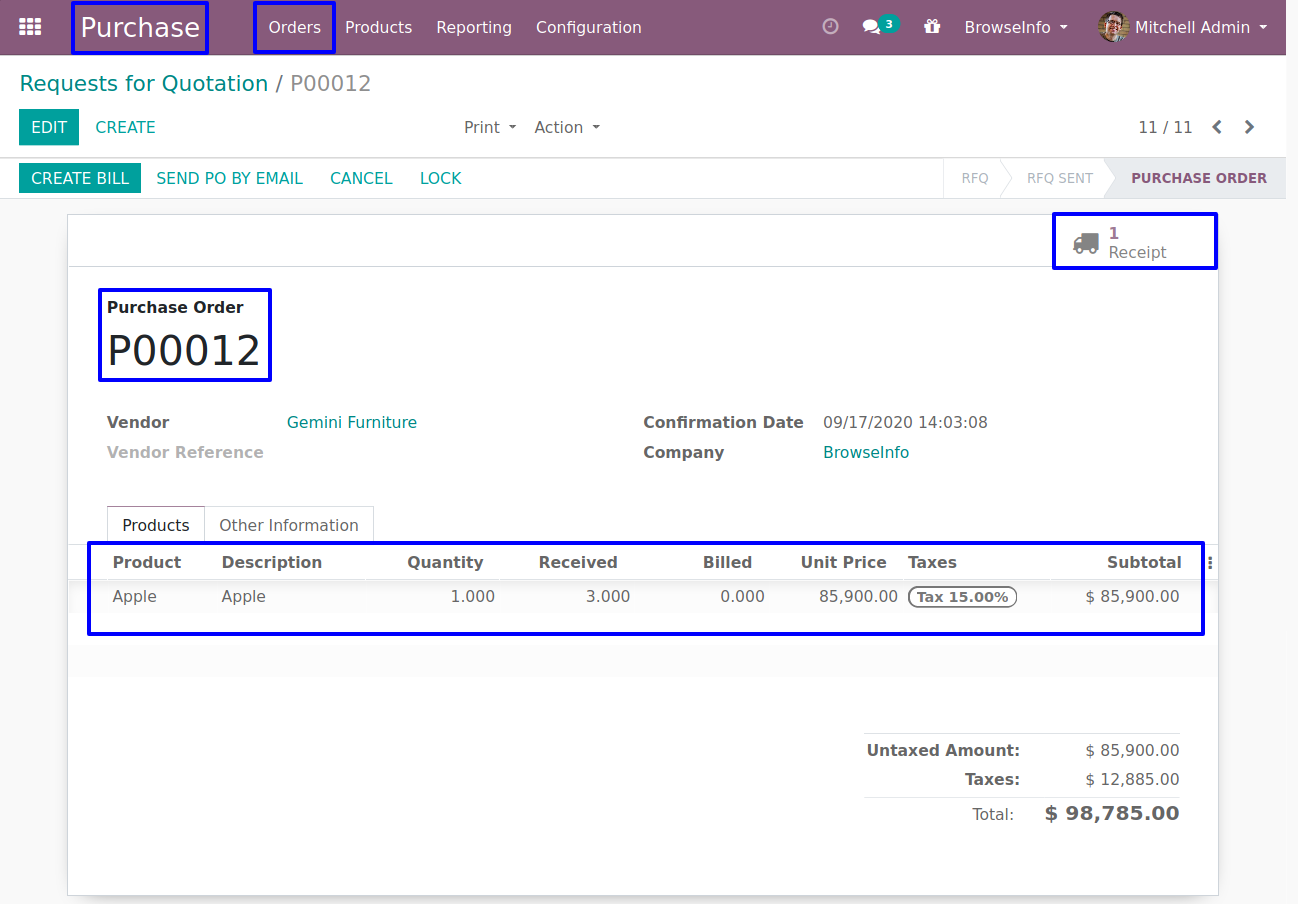 Purchase Orders Products Reporting Configuration 3 BrowseInfo Mitchell Admin
Requests for Quotation / P00012
EDIT CREATE Print Action 11 / 11
CREATE BILL SEND PO BY EMAIL CANCEL LOCK RFQ RFQ SENT PURCHASE ORDER
1
Receipt
Purchase Order
P00012
Vendor Gemini Furniture Confirmation Date 09/17/2020 14:03:08
Vendor Reference Company BrowseInfo
Products Other Information
Product Description Quantity Received Billed Unit Price Taxes Subtotal
Apple Apple 1.000 3.000 0.000 85,900.00 Tax 15.00% $ 85,900.00
Untaxed Amount: $ 85,900.00
Taxes: $ 12,885.00
Total: $ 98,785.00